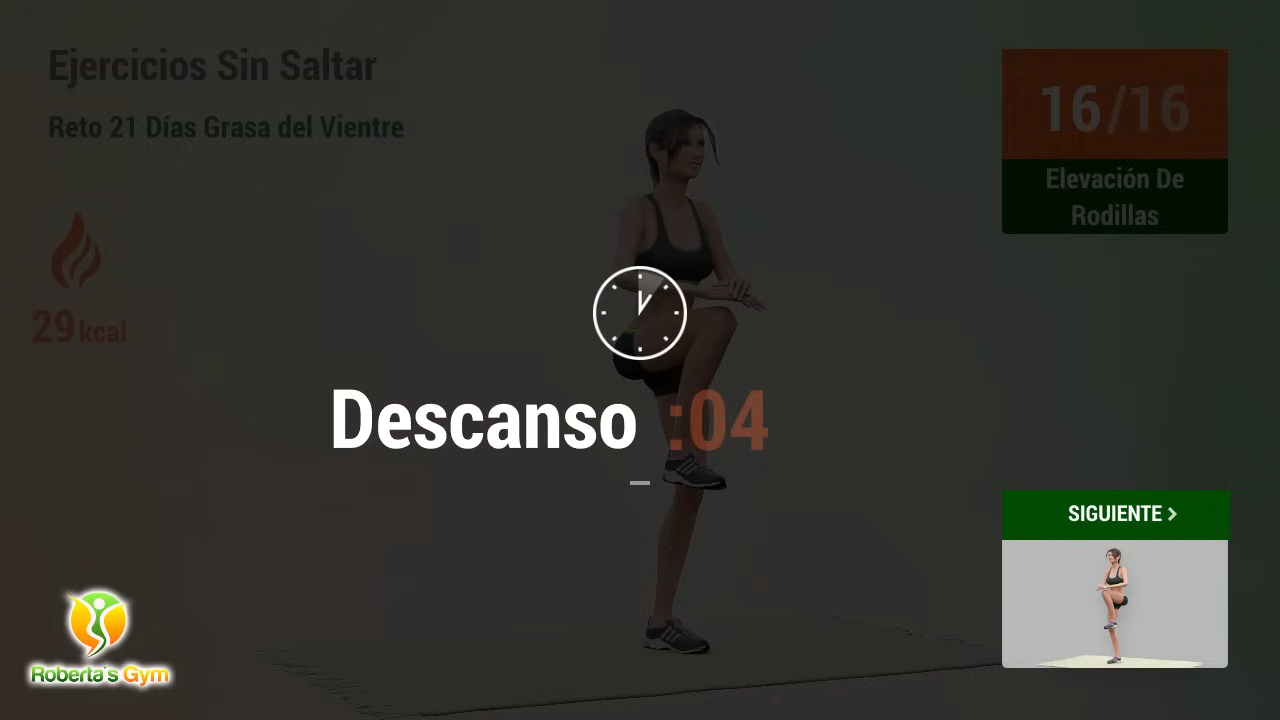 Ejercicios Sin Saltar
Reto 21 Días Grasa del Vientre
16/16
Elevación De
Rodillas
29 kcal
Descanso :04
SIGUIENTE >
Roberta´s Gym